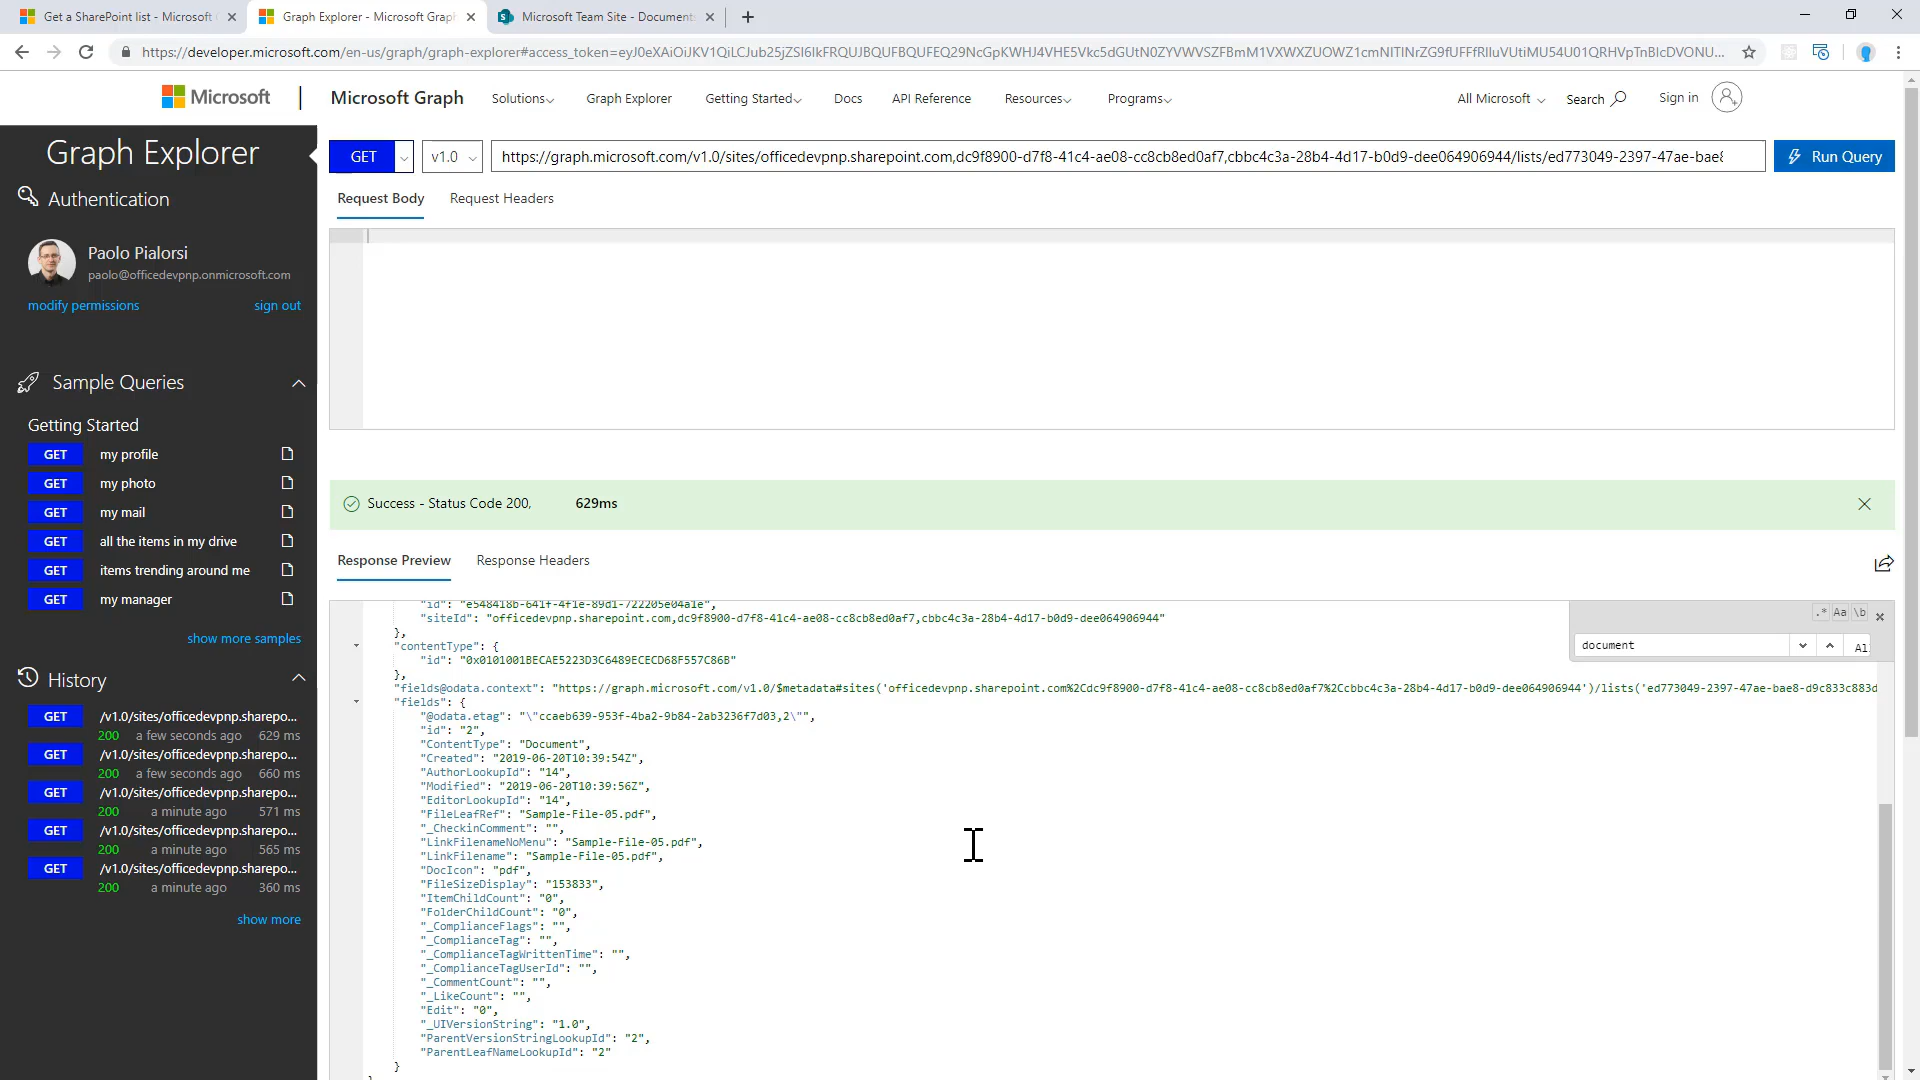 Get a SharePoint list - Microsoft
Graph Explorer - Microsoft Graph
Microsoft Team Site - Documents
Microsoft
Microsoft Graph
Solutions
Graph Explorer
Getting Started
Docs
API Reference
Resources
Programs
All Microsoft
Search
Sign in
Graph Explorer
Authentication
Paolo Pialorsi
paolo@officedevpnp.onmicrosoft.com
modify permissions
sign out
Sample Queries
Getting Started
GET my profile
GET my photo
GET my mail
GET all the items in my drive
GET items trending around me
GET my manager
show more samples
History
GET /v1.0/sites/officedevpnp.sharepo...
200 a few seconds ago 629 ms
GET /v1.0/sites/officedevpnp.sharepo...
200 a few seconds ago 660 ms
GET /v1.0/sites/officedevpnp.sharepo...
200 a minute ago 571 ms
GET /v1.0/sites/officedevpnp.sharepo...
200 a minute ago 565 ms
GET /v1.0/sites/officedevpnp.sharepo...
200 a minute ago 360 ms
show more
GET
v1.0
https://graph.microsoft.com/v1.0/sites/officedevpnp.sharepoint.com,dc9f8900-d7f8-41c4-ae08-cc8cb8ed0af7,cbbc4c3a-28b4-4d17-b0d9-dee064906944/lists/ed773049-2397-47ae-bae8
Run Query
Request Body
Request Headers
Success - Status Code 200, 629ms
Response Preview
Response Headers
.* Aa \b
document
Al
"id": "e548418b-641f-4f1e-89d1-722205e04a1e",
"siteId": "officedevpnp.sharepoint.com,dc9f8900-d7f8-41c4-ae08-cc8cb8ed0af7,cbbc4c3a-28b4-4d17-b0d9-dee064906944"
},
"contentType": {
"id": "0x0101001BECAE5223D3C6489ECECD68F557C86B"
},
"fields@odata.context": "https://graph.microsoft.com/v1.0/$metadata#sites('officedevpnp.sharepoint.com%2Cdc9f8900-d7f8-41c4-ae08-cc8cb8ed0af7%2Ccbbc4c3a-28b4-4d17-b0d9-dee064906944')/lists('ed773049-2397-47ae-bae8-d9c833c883d
"fields": {
"@odata.etag": "\"ccaeb639-953f-4ba2-9b84-2ab3236f7d03,2\"",
"id": "2",
"ContentType": "Document",
"Created": "2019-06-20T10:39:54Z",
"AuthorLookupId": "14",
"Modified": "2019-06-20T10:39:56Z",
"EditorLookupId": "14",
"FileLeafRef": "Sample-File-05.pdf",
"_CheckinComment": "",
"LinkFilenameNoMenu": "Sample-File-05.pdf",
"LinkFilename": "Sample-File-05.pdf",
"DocIcon": "pdf",
"FileSizeDisplay": "153833",
"ItemChildCount": "0",
"FolderChildCount": "0",
"_ComplianceFlags": "",
"_ComplianceTag": "",
"_ComplianceTagWrittenTime": "",
"_ComplianceTagUserId": "",
"_CommentCount": "",
"_LikeCount": "",
"Edit": "0",
"_UIVersionString": "1.0",
"ParentVersionStringLookupId": "2",
"ParentLeafNameLookupId": "2"
}